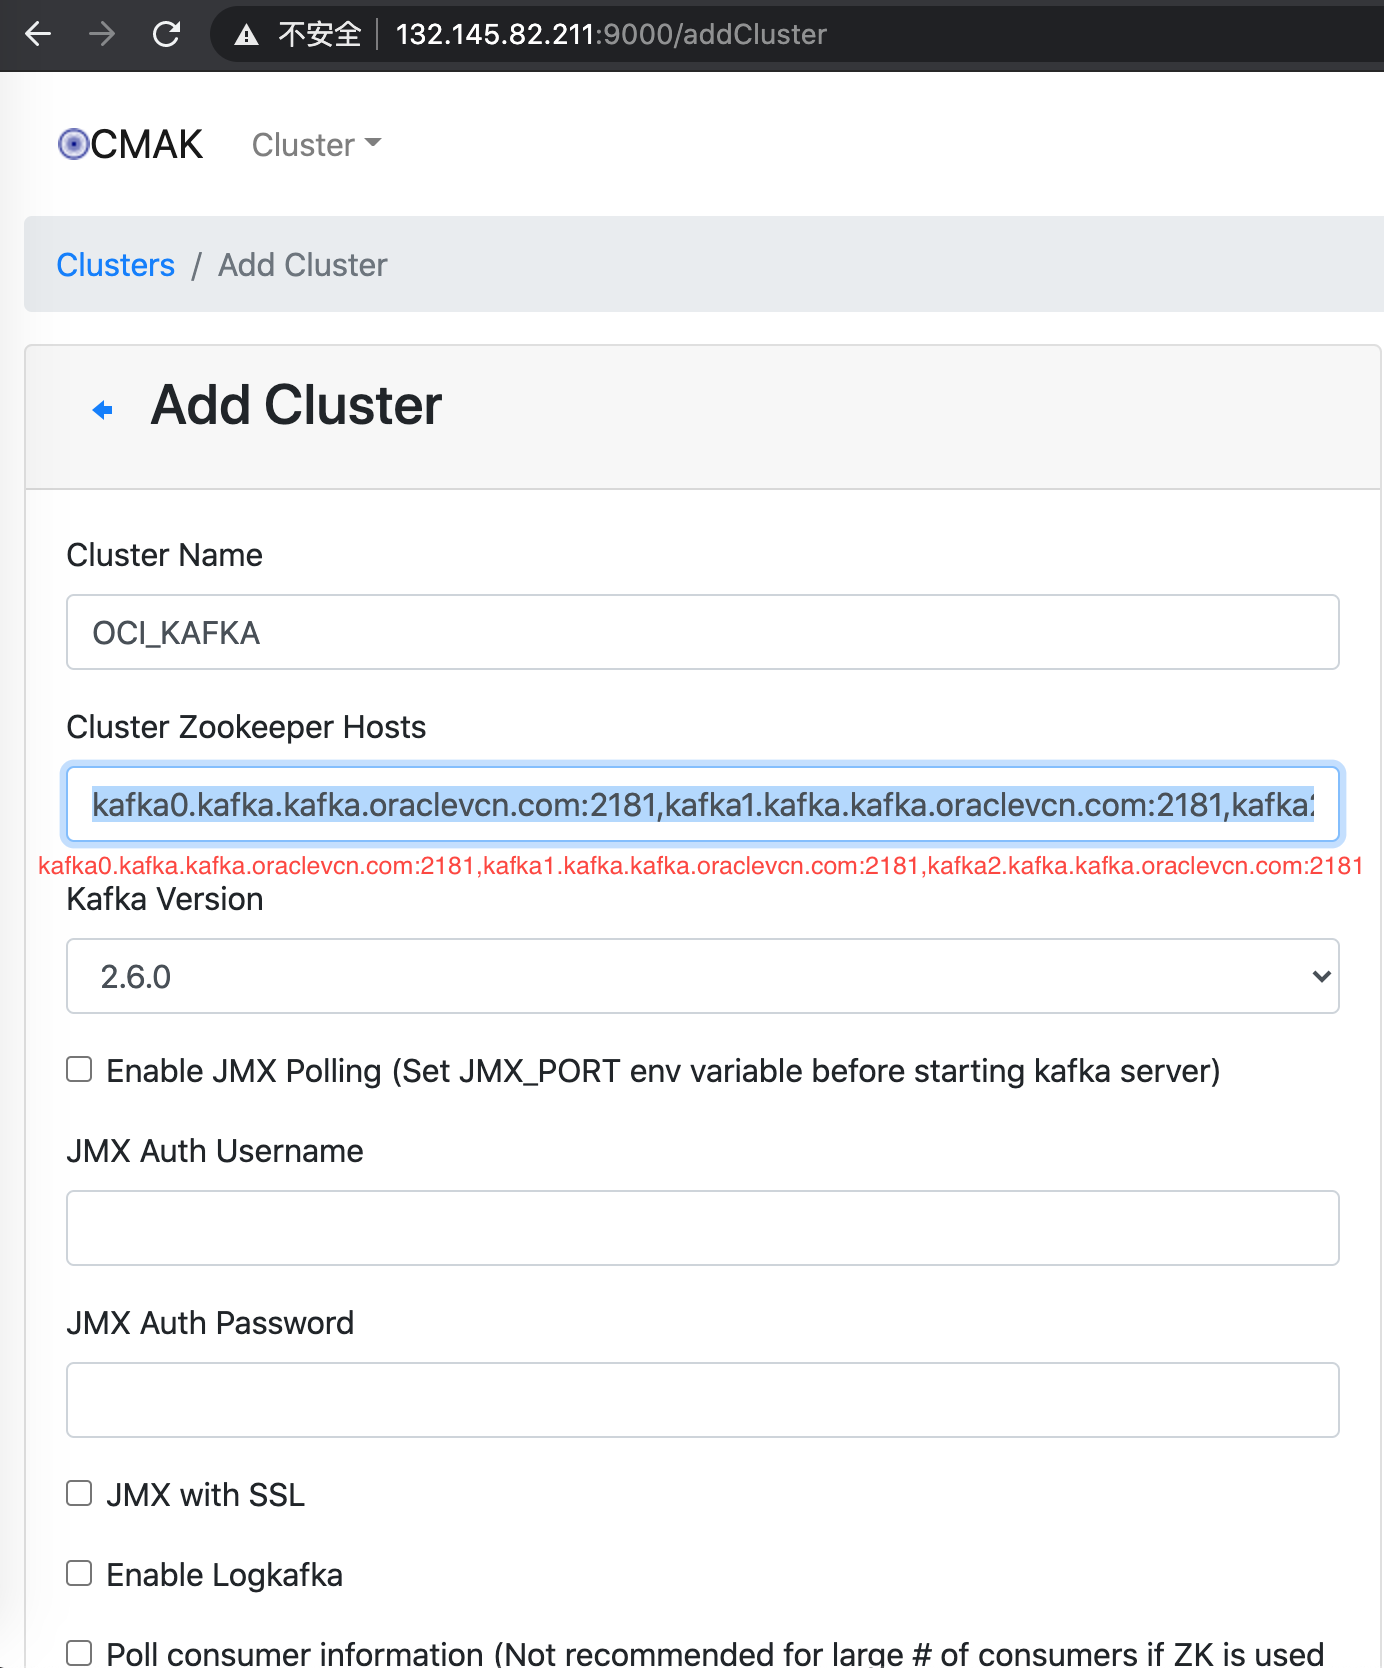 不安全 132.145.82.211:9000/addCluster
CMAK Cluster
Clusters / Add Cluster
Add Cluster
Cluster Name
OCI_KAFKA
Cluster Zookeeper Hosts
kafka0.kafka.kafka.oraclevcn.com:2181,kafka1.kafka.kafka.oraclevcn.com:2181,kafka2
kafka0.kafka.kafka.oraclevcn.com:2181,kafka1.kafka.kafka.oraclevcn.com:2181,kafka2.kafka.kafka.oraclevcn.com:2181
Kafka Version
2.6.0
Enable JMX Polling (Set JMX_PORT env variable before starting kafka server)
JMX Auth Username
JMX Auth Password
JMX with SSL
Enable Logkafka
Poll consumer information (Not recommended for large # of consumers if ZK is used